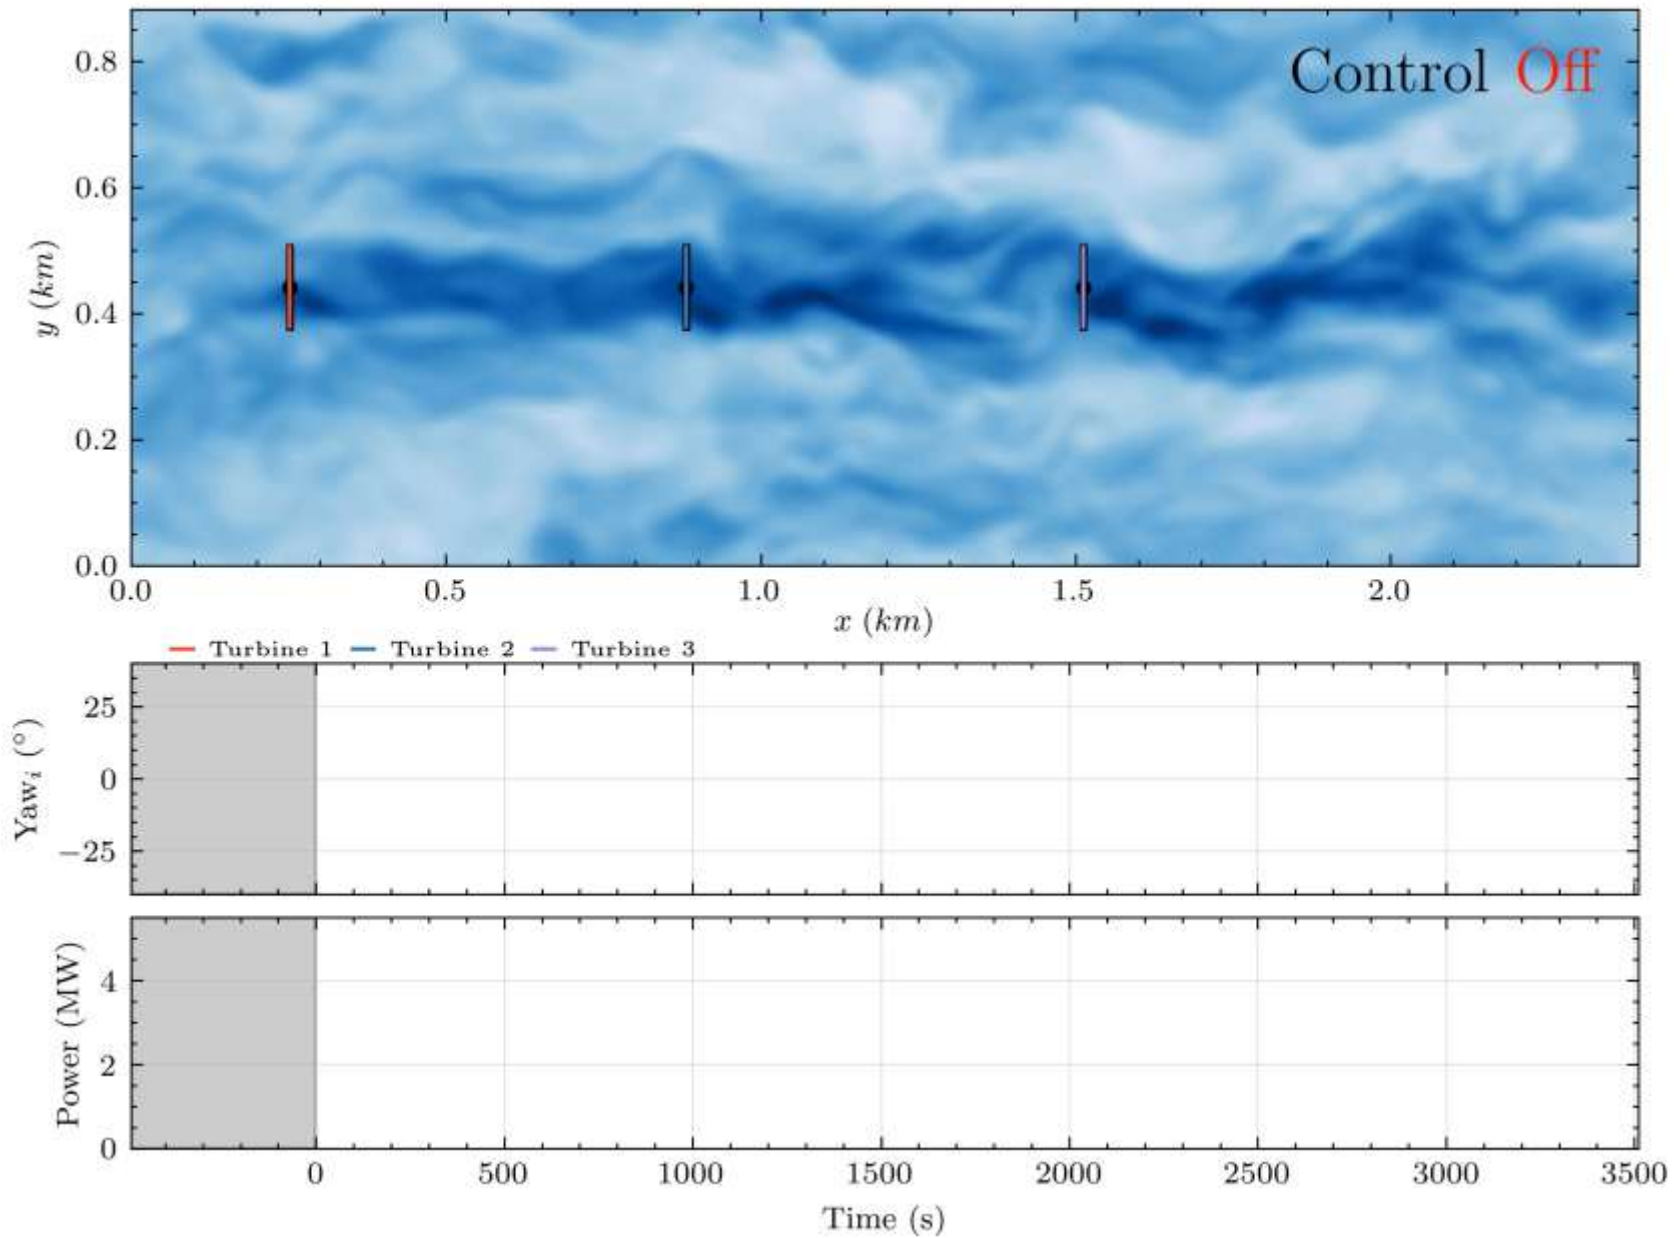 Control Off
0.8
0.6
0.4
0.2
0.0
y (km)
0.0 0.5 1.0 1.5 2.0
x (km)
Turbine 1 Turbine 2 Turbine 3
25
0
−25
Yawᵢ (°)
4
2
0
Power (MW)
0 500 1000 1500 2000 2500 3000 3500
Time (s)